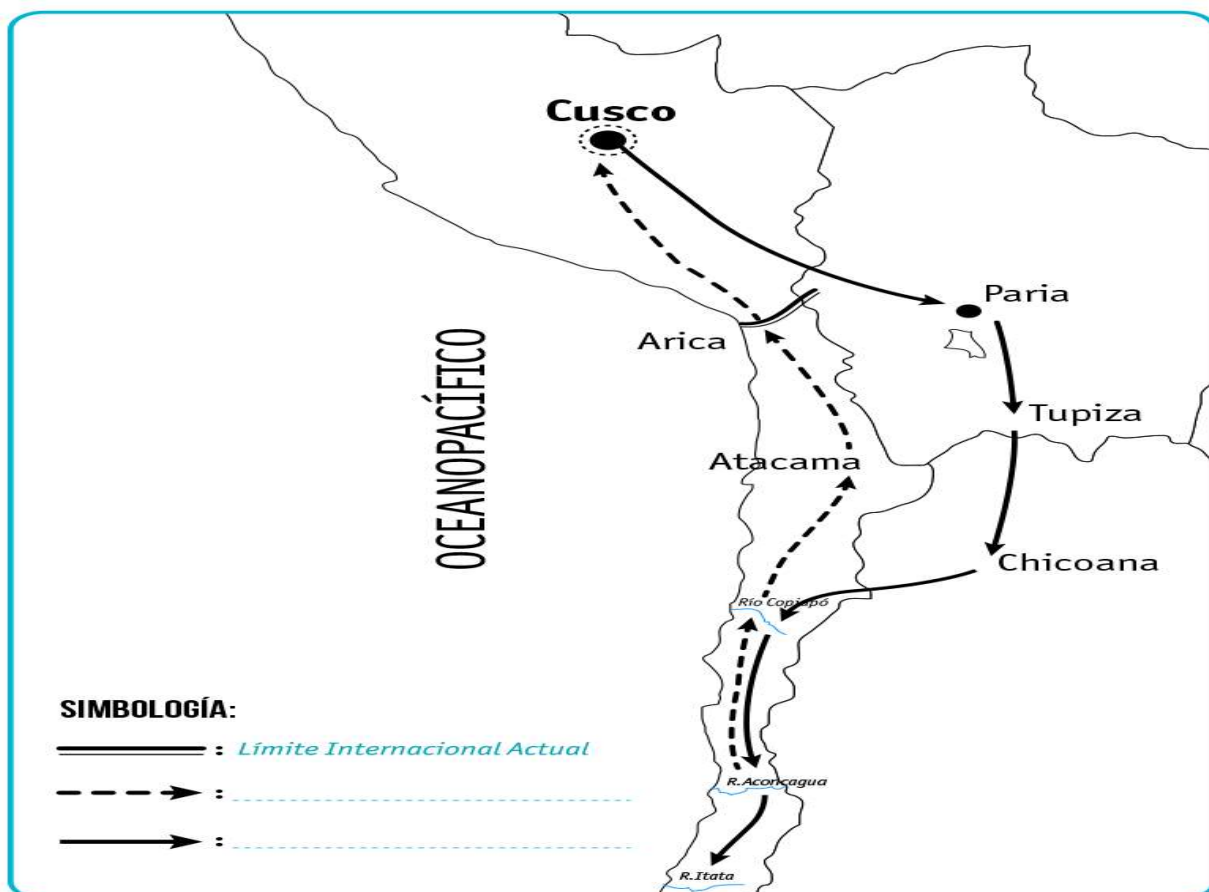 Cusco
Paria
Arica
OCEANOPACÍFICO
Tupiza
Atacama
Chicoana
Río Copiapó
SIMBOLOGÍA:
: Límite Internacional Actual
:
:
R.Aconcagua
R.Itata